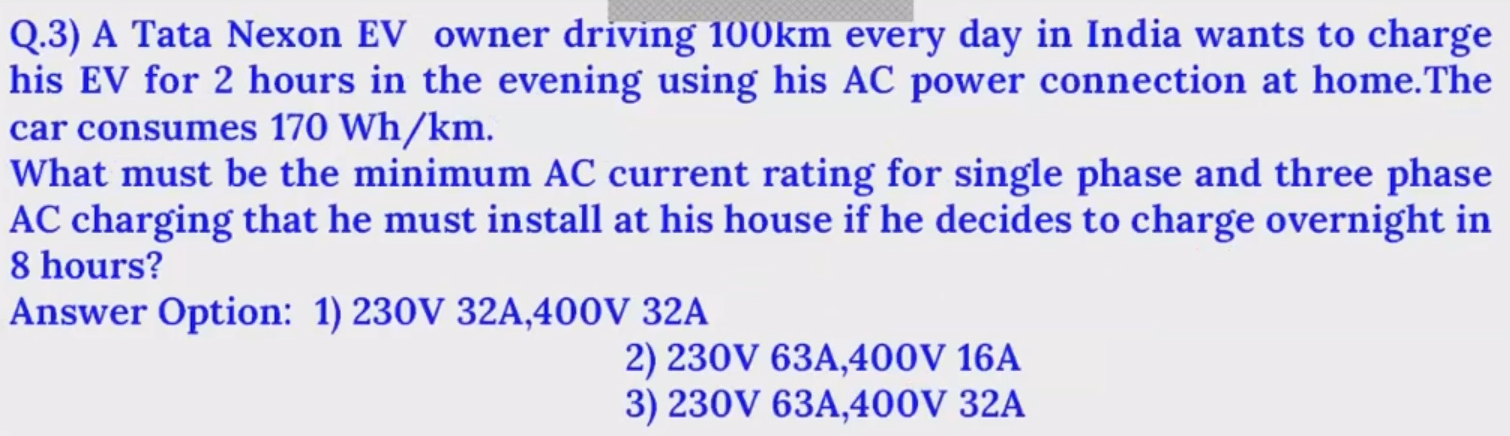 Q.3) A Tata Nexon EV owner driving 100km every day in India wants to charge
his EV for 2 hours in the evening using his AC power connection at home.The
car consumes 170 Wh/km.
What must be the minimum AC current rating for single phase and three phase
AC charging that he must install at his house if he decides to charge overnight in
8 hours?
Answer Option: 1) 230V 32A,400V 32A
2) 230V 63A,400V 16A
3) 230V 63A,400V 32A